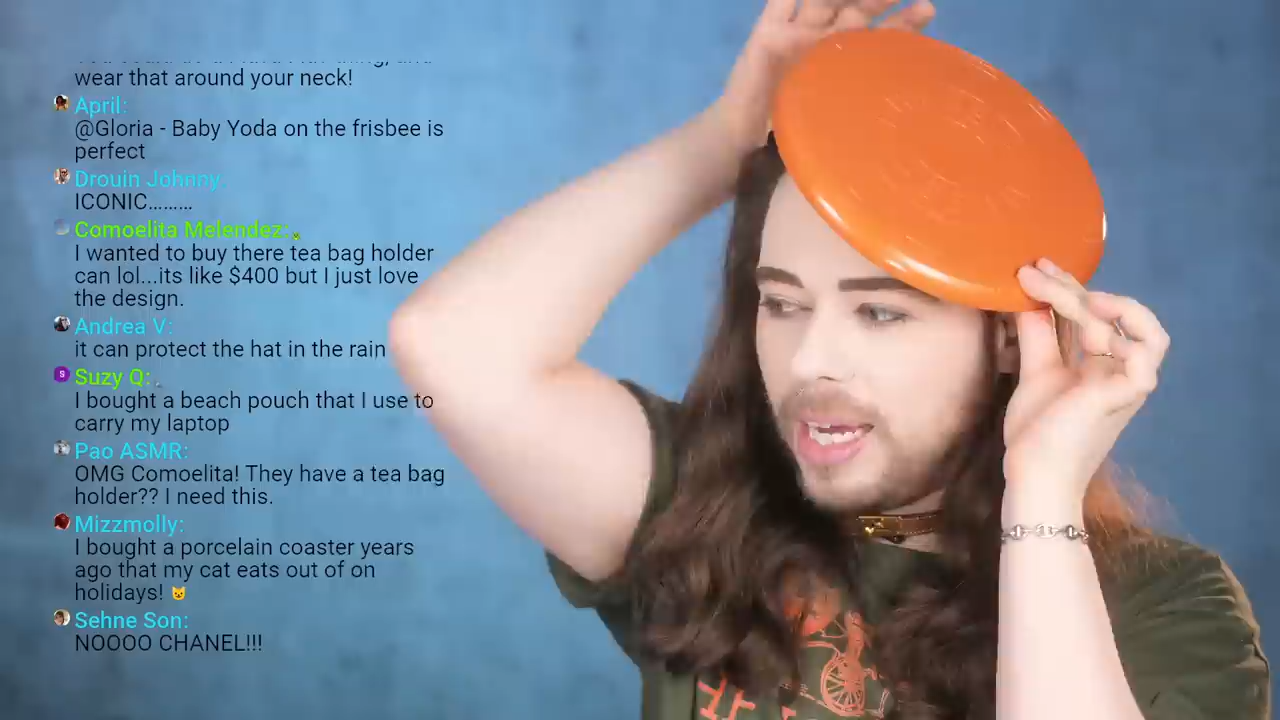 wear that around your neck!
April:
@Gloria - Baby Yoda on the frisbee is
perfect
Drouin Johnny:
ICONIC.........
Comoelita Melendez:
I wanted to buy there tea bag holder
can lol...its like $400 but I just love
the design.
Andrea V:
it can protect the hat in the rain
S
Suzy Q:
I bought a beach pouch that I use to
carry my laptop
Pao ASMR:
OMG Comoelita! They have a tea bag
holder?? I need this.
Mizzmolly:
I bought a porcelain coaster years
ago that my cat eats out of on
holidays! 😺
Sehne Son:
NOOOO CHANEL!!!